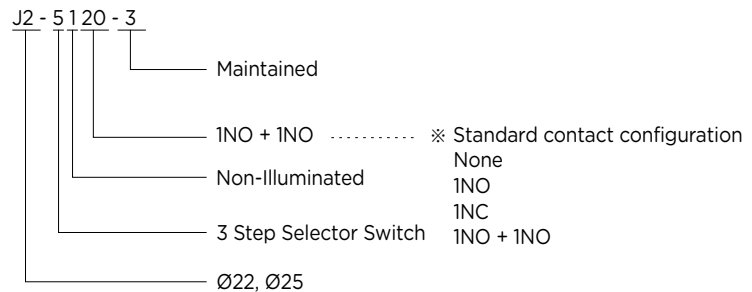 J2 - 5 1 20 - 3
Maintained
1NO + 1NO ※ Standard contact configuration
None
Non-Illuminated
1NO
1NC
3 Step Selector Switch 1NO + 1NO
Ø22, Ø25